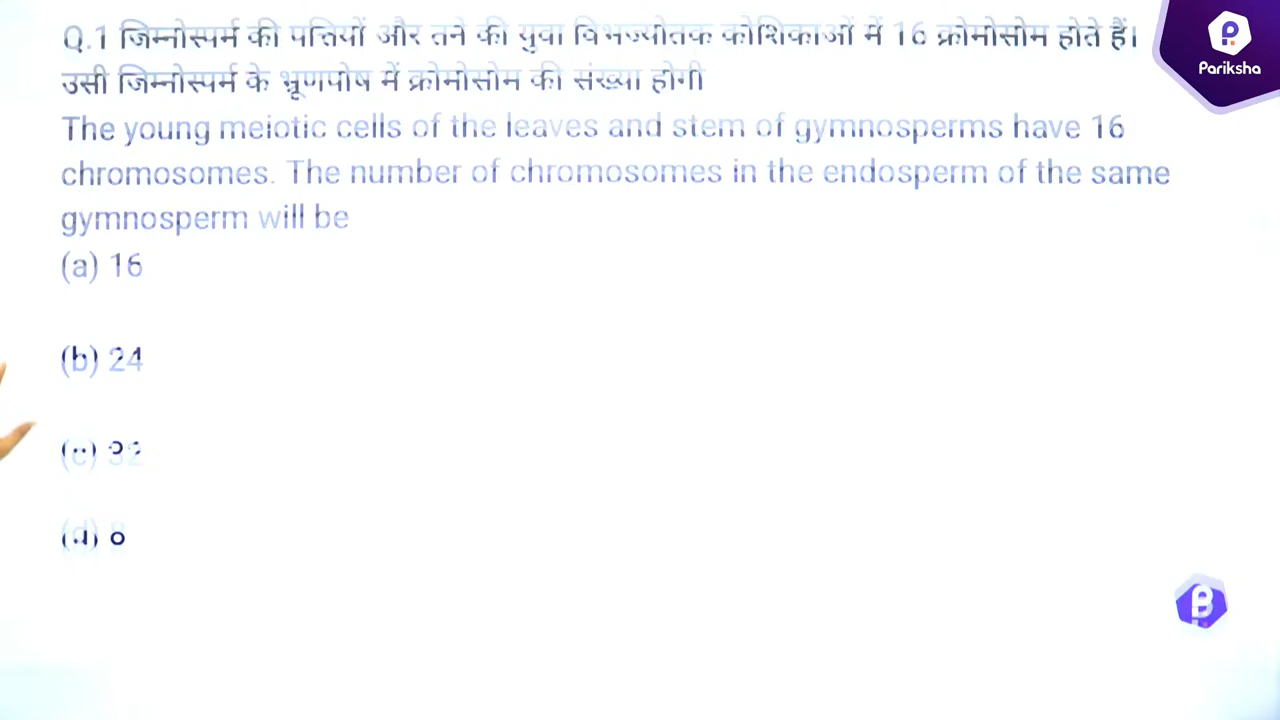 Q.1 जिम्नोस्पर्म की पत्तियों और तने की युवा विभज्योतक कोशिकाओं में 16 क्रोमोसोम होते हैं।
Pariksha
उसी जिम्नोस्पर्म के भ्रूणपोष में क्रोमोसोम की संख्या होगी
The young meiotic cells of the leaves and stem of gymnosperms have 16
chromosomes. The number of chromosomes in the endosperm of the same
gymnosperm will be
(a) 16
(b) 24
(c) 32
(d) 8